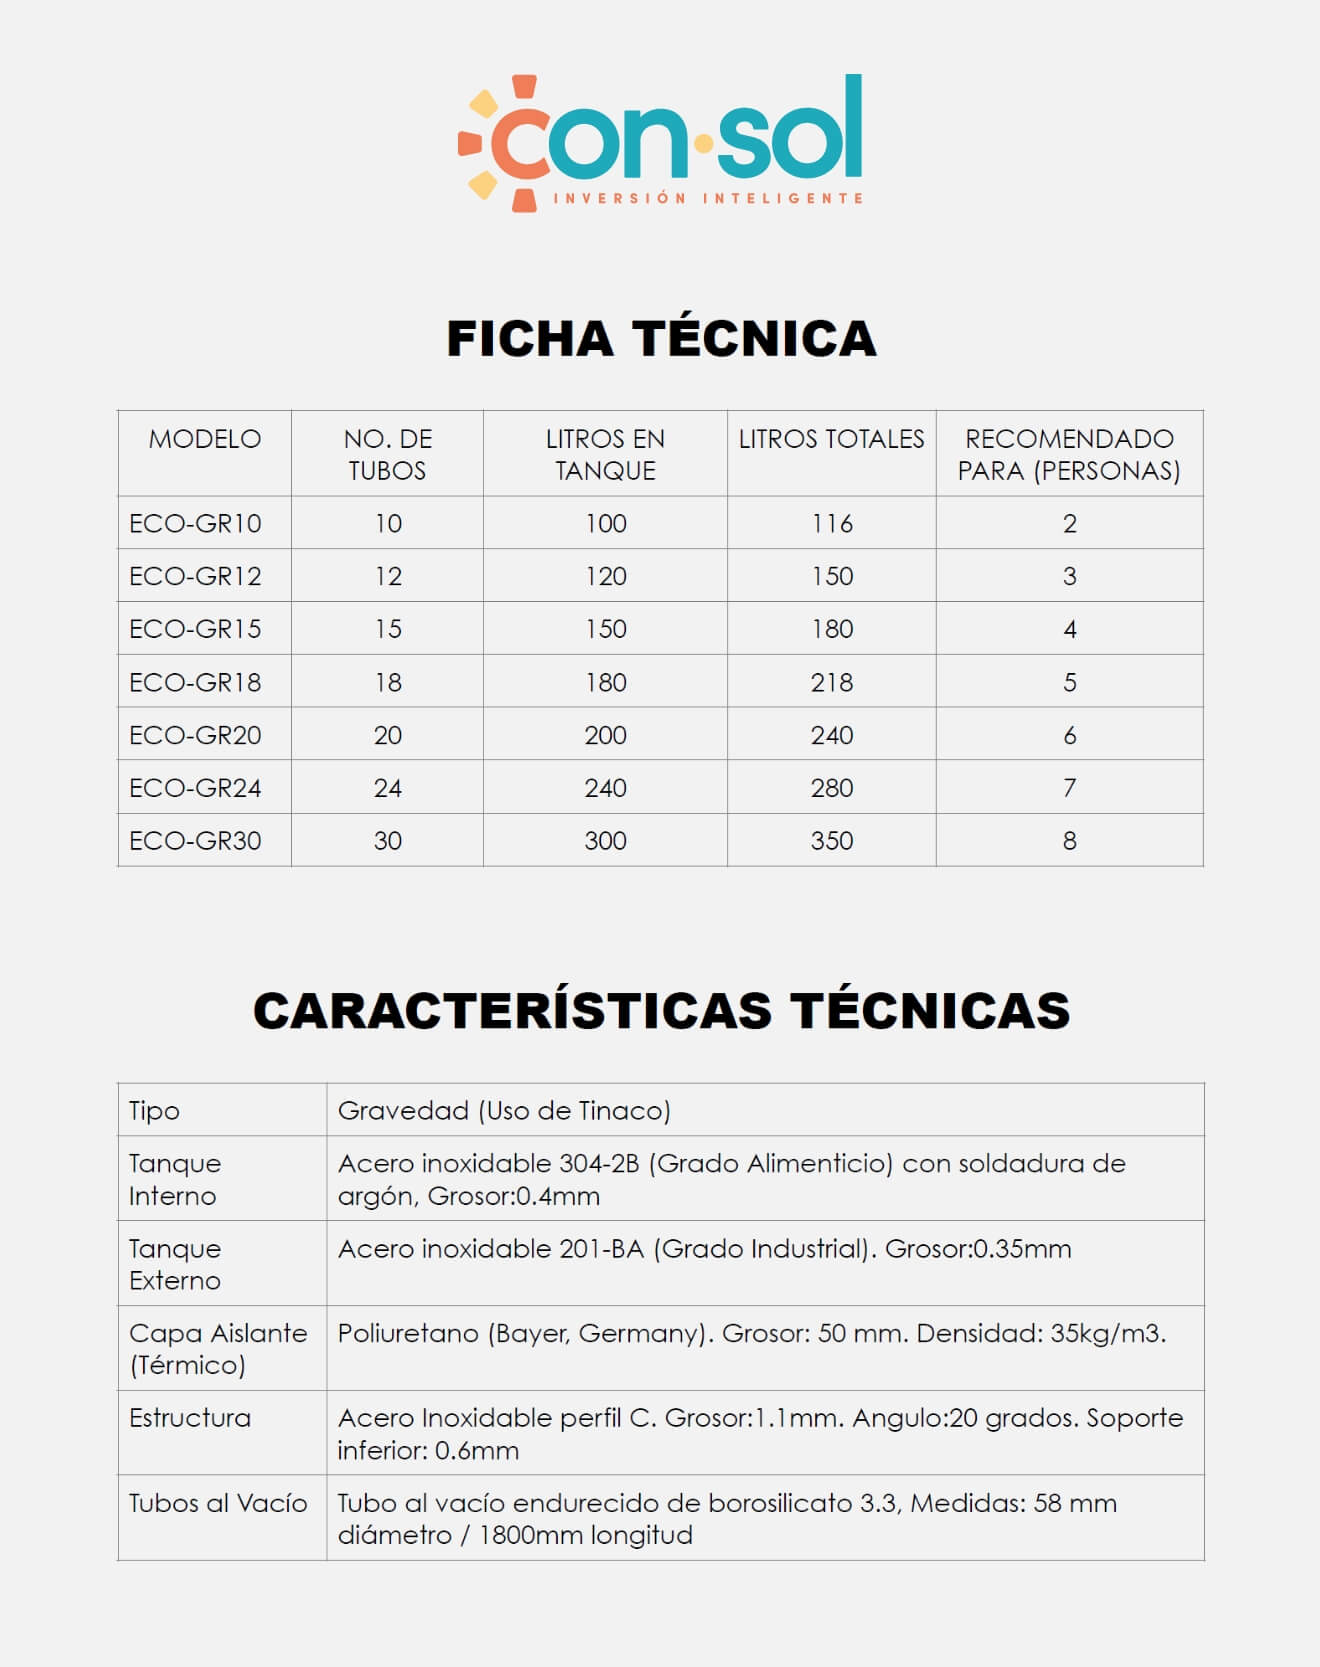 con·sol
INVERSIÓN INTELIGENTE
FICHA TÉCNICA
MODELO NO. DE TUBOS LITROS EN TANQUE LITROS TOTALES RECOMENDADO PARA (PERSONAS)
ECO-GR10 10 100 116 2
ECO-GR12 12 120 150 3
ECO-GR15 15 150 180 4
ECO-GR18 18 180 218 5
ECO-GR20 20 200 240 6
ECO-GR24 24 240 280 7
ECO-GR30 30 300 350 8
CARACTERÍSTICAS TÉCNICAS
Tipo Gravedad (Uso de Tinaco)
Tanque Interno Acero inoxidable 304-2B (Grado Alimenticio) con soldadura de
argón, Grosor:0.4mm
Tanque Externo Acero inoxidable 201-BA (Grado Industrial). Grosor:0.35mm
Capa Aislante (Térmico) Poliuretano (Bayer, Germany). Grosor: 50 mm. Densidad: 35kg/m3.
Estructura Acero Inoxidable perfil C. Grosor:1.1mm. Angulo:20 grados. Soporte
inferior: 0.6mm
Tubos al Vacío Tubo al vacío endurecido de borosilicato 3.3, Medidas: 58 mm
diámetro / 1800mm longitud